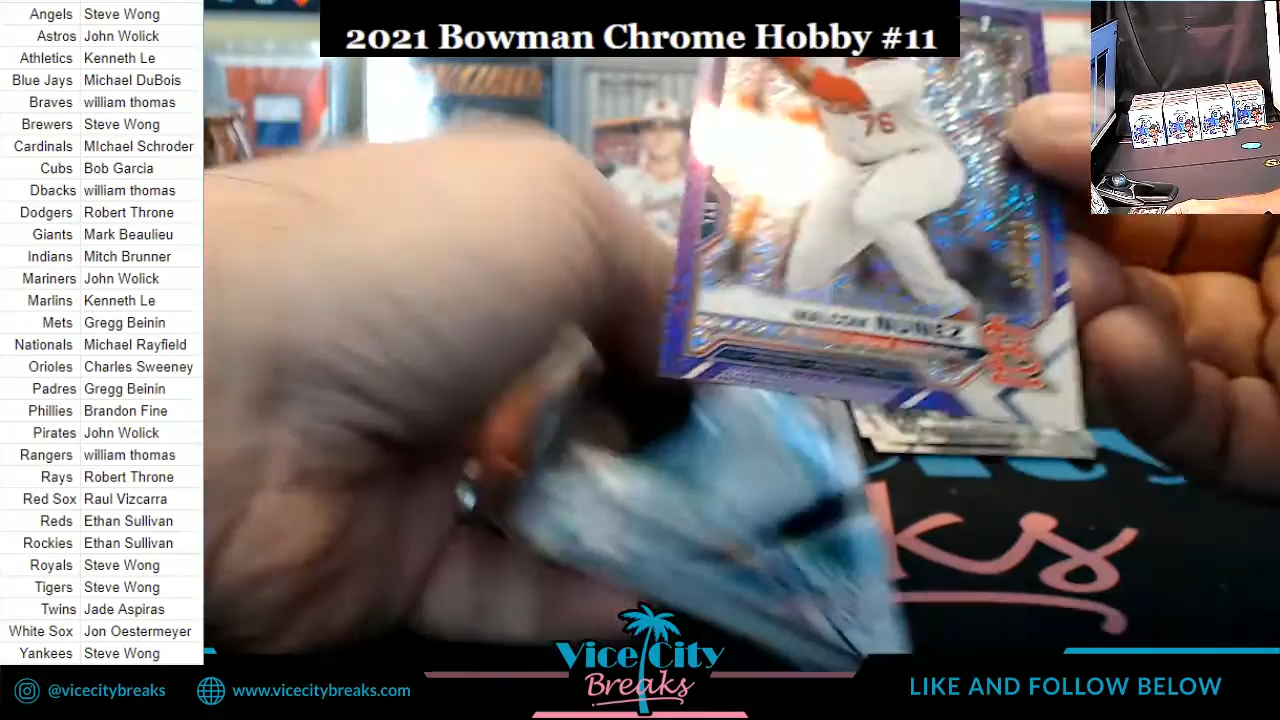 2021 Bowman Chrome Hobby #11
Angels Steve Wong
Astros John Wolick
Athletics Kenneth Le
Blue Jays Michael DuBois
Braves william thomas
Brewers Steve Wong
Cardinals MIchael Schroder
Cubs Bob Garcia
Dbacks william thomas
Dodgers Robert Throne
Giants Mark Beaulieu
Indians Mitch Brunner
Mariners John Wolick
Marlins Kenneth Le
Mets Gregg Beinin
Nationals Michael Rayfield
Orioles Charles Sweeney
Padres Gregg Beinin
Phillies Brandon Fine
Pirates John Wolick
Rangers william thomas
Rays Robert Throne
Red Sox Raul Vizcarra
Reds Ethan Sullivan
Rockies Ethan Sullivan
Royals Steve Wong
Tigers Steve Wong
Twins Jade Aspiras
White Sox Jon Oestermeyer
Yankees Steve Wong
76
NUNEZ
Vice City
Breaks
@vicecitybreaks
www.vicecitybreaks.com
LIKE AND FOLLOW BELOW